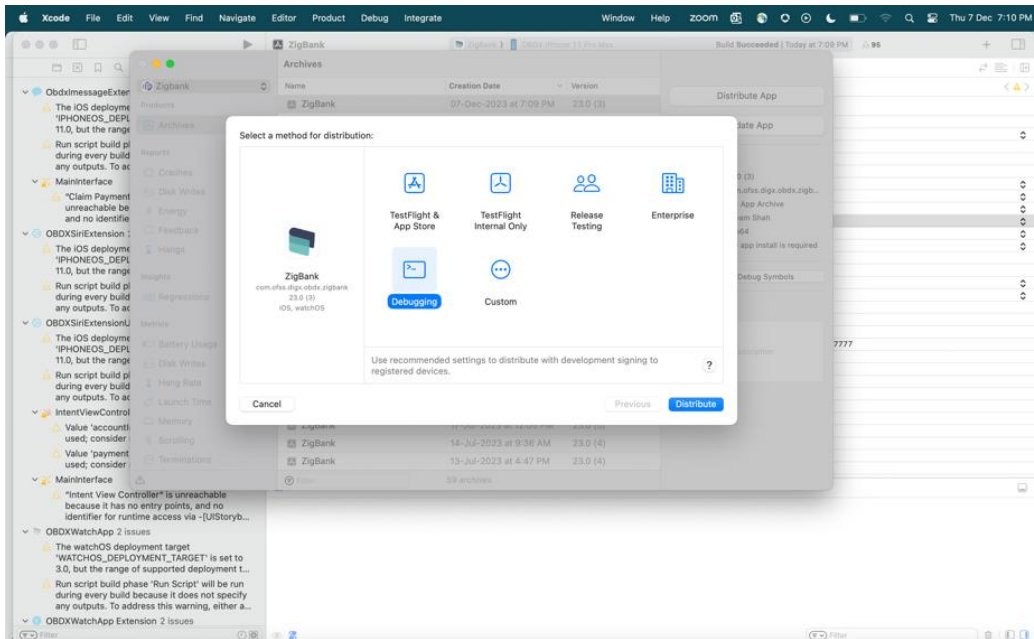 Xcode File Edit View Find Navigate Editor Product Debug Integrate Window Help zoom Thu 7 Dec 7:10 PM
ZigBank
Build Succeeded | Today at 7:09 PM 96
Archives
Zigbank
Name Creation Date Version
ZigBank 07-Dec-2023 at 7:09 PM 23.0 (3)
Distribute App
Products
Archives
Reports
Crashes
Disk Writes
Energy
Feedback
Hangs
Insights
Regressions
Metrics
Battery Usage
Disk Writes
Hang Rate
Launch Time
Memory
Scrolling
Terminations
ObdxImessageExten
The iOS deployme
'IPHONEOS_DEPL
11.0, but the range
Run script build p
during every build
any outputs. To ad
MainInterface
"Claim Payment
unreachable be
and no identifie
OBDXSiriExtension
The iOS deployme
'IPHONEOS_DEPL
11.0, but the range
Run script build p
during every build
any outputs. To ad
OBDXSiriExtensionU
The iOS deployme
'IPHONEOS_DEPL
11.0, but the range
Run script build p
during every build
any outputs. To ad
IntentViewControl
Value 'accountI
used; consider
Value 'payment
used; consider
MainInterface
"Intent View Controller" is unreachable
because it has no entry points, and no
identifier for runtime access via -[UIStoryb...
OBDXWatchApp 2 issues
The watchOS deployment target
'WATCHOS_DEPLOYMENT_TARGET' is set to
3.0, but the range of supported deployment t...
Run script build phase 'Run Script' will be run
during every build because it does not specify
any outputs. To address this warning, either a...
OBDXWatchApp Extension 2 issues
Filter
Select a method for distribution:
ZigBank
com.ofss.digx.obdx.zigbank
23.0 (3)
iOS, watchOS
TestFlight &
App Store
TestFlight
Internal Only
Release
Testing
Enterprise
Debugging
Custom
Use recommended settings to distribute with development signing to
registered devices.
?
Cancel Previous Distribute
date App
0 (3)
m.ofss.digx.obdx.zigb...
App Archive
em Shah
app install is required
Debug Symbols
7777
ZigBank 14-Jul-2023 at 9:36 AM 23.0 (4)
ZigBank 13-Jul-2023 at 4:47 PM 23.0 (4)
Filter 59 archives
Filter